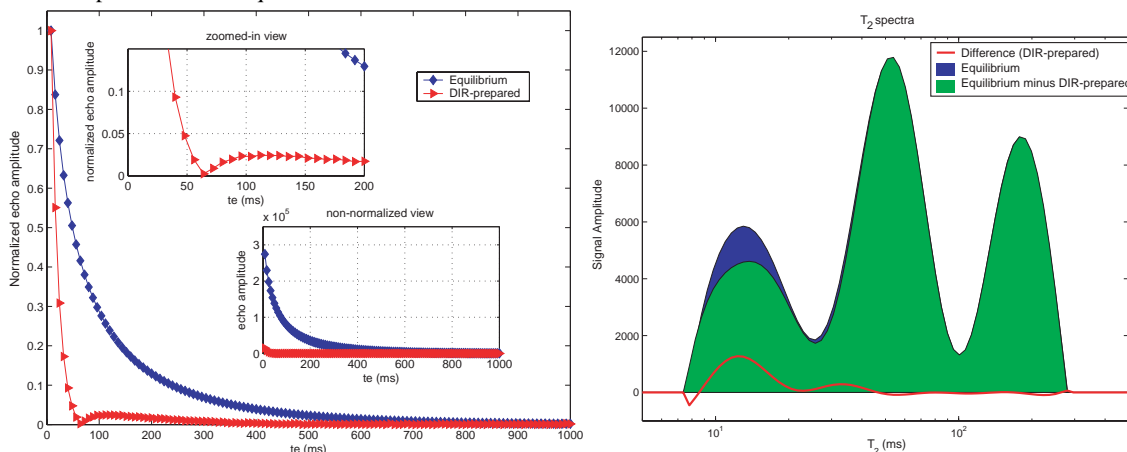 zoomed-in view
normalized echo amplitude
0.1
0.05
0
0
50
100
150
200
te (ms)
Equilibrium
DIR-prepared
non-normalized view
x 10^5
echo amplitude
3
2
1
0
0
200
400
600
800
1000
te (ms)
Normalized echo amplitude
1
0.9
0.8
0.7
0.6
0.5
0.4
0.3
0.2
0.1
0
0
100
200
300
400
500
600
700
800
900
1000
te (ms)
T2 spectra
Difference (DIR-prepared)
Equilibrium
Equilibrium minus DIR-prepared
Signal Amplitude
12000
10000
8000
6000
4000
2000
0
10^1
10^2
T2 (ms)